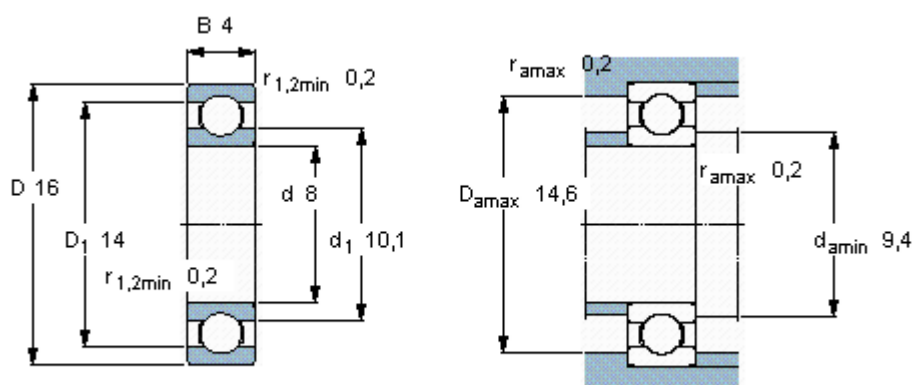 B 4
r1,2min 0,2
D 16
D1 14
d 8
d1 10,1
r1,2min 0,2
ramax 0,2
Damax 14,6
ramax 0,2
damin 9,4